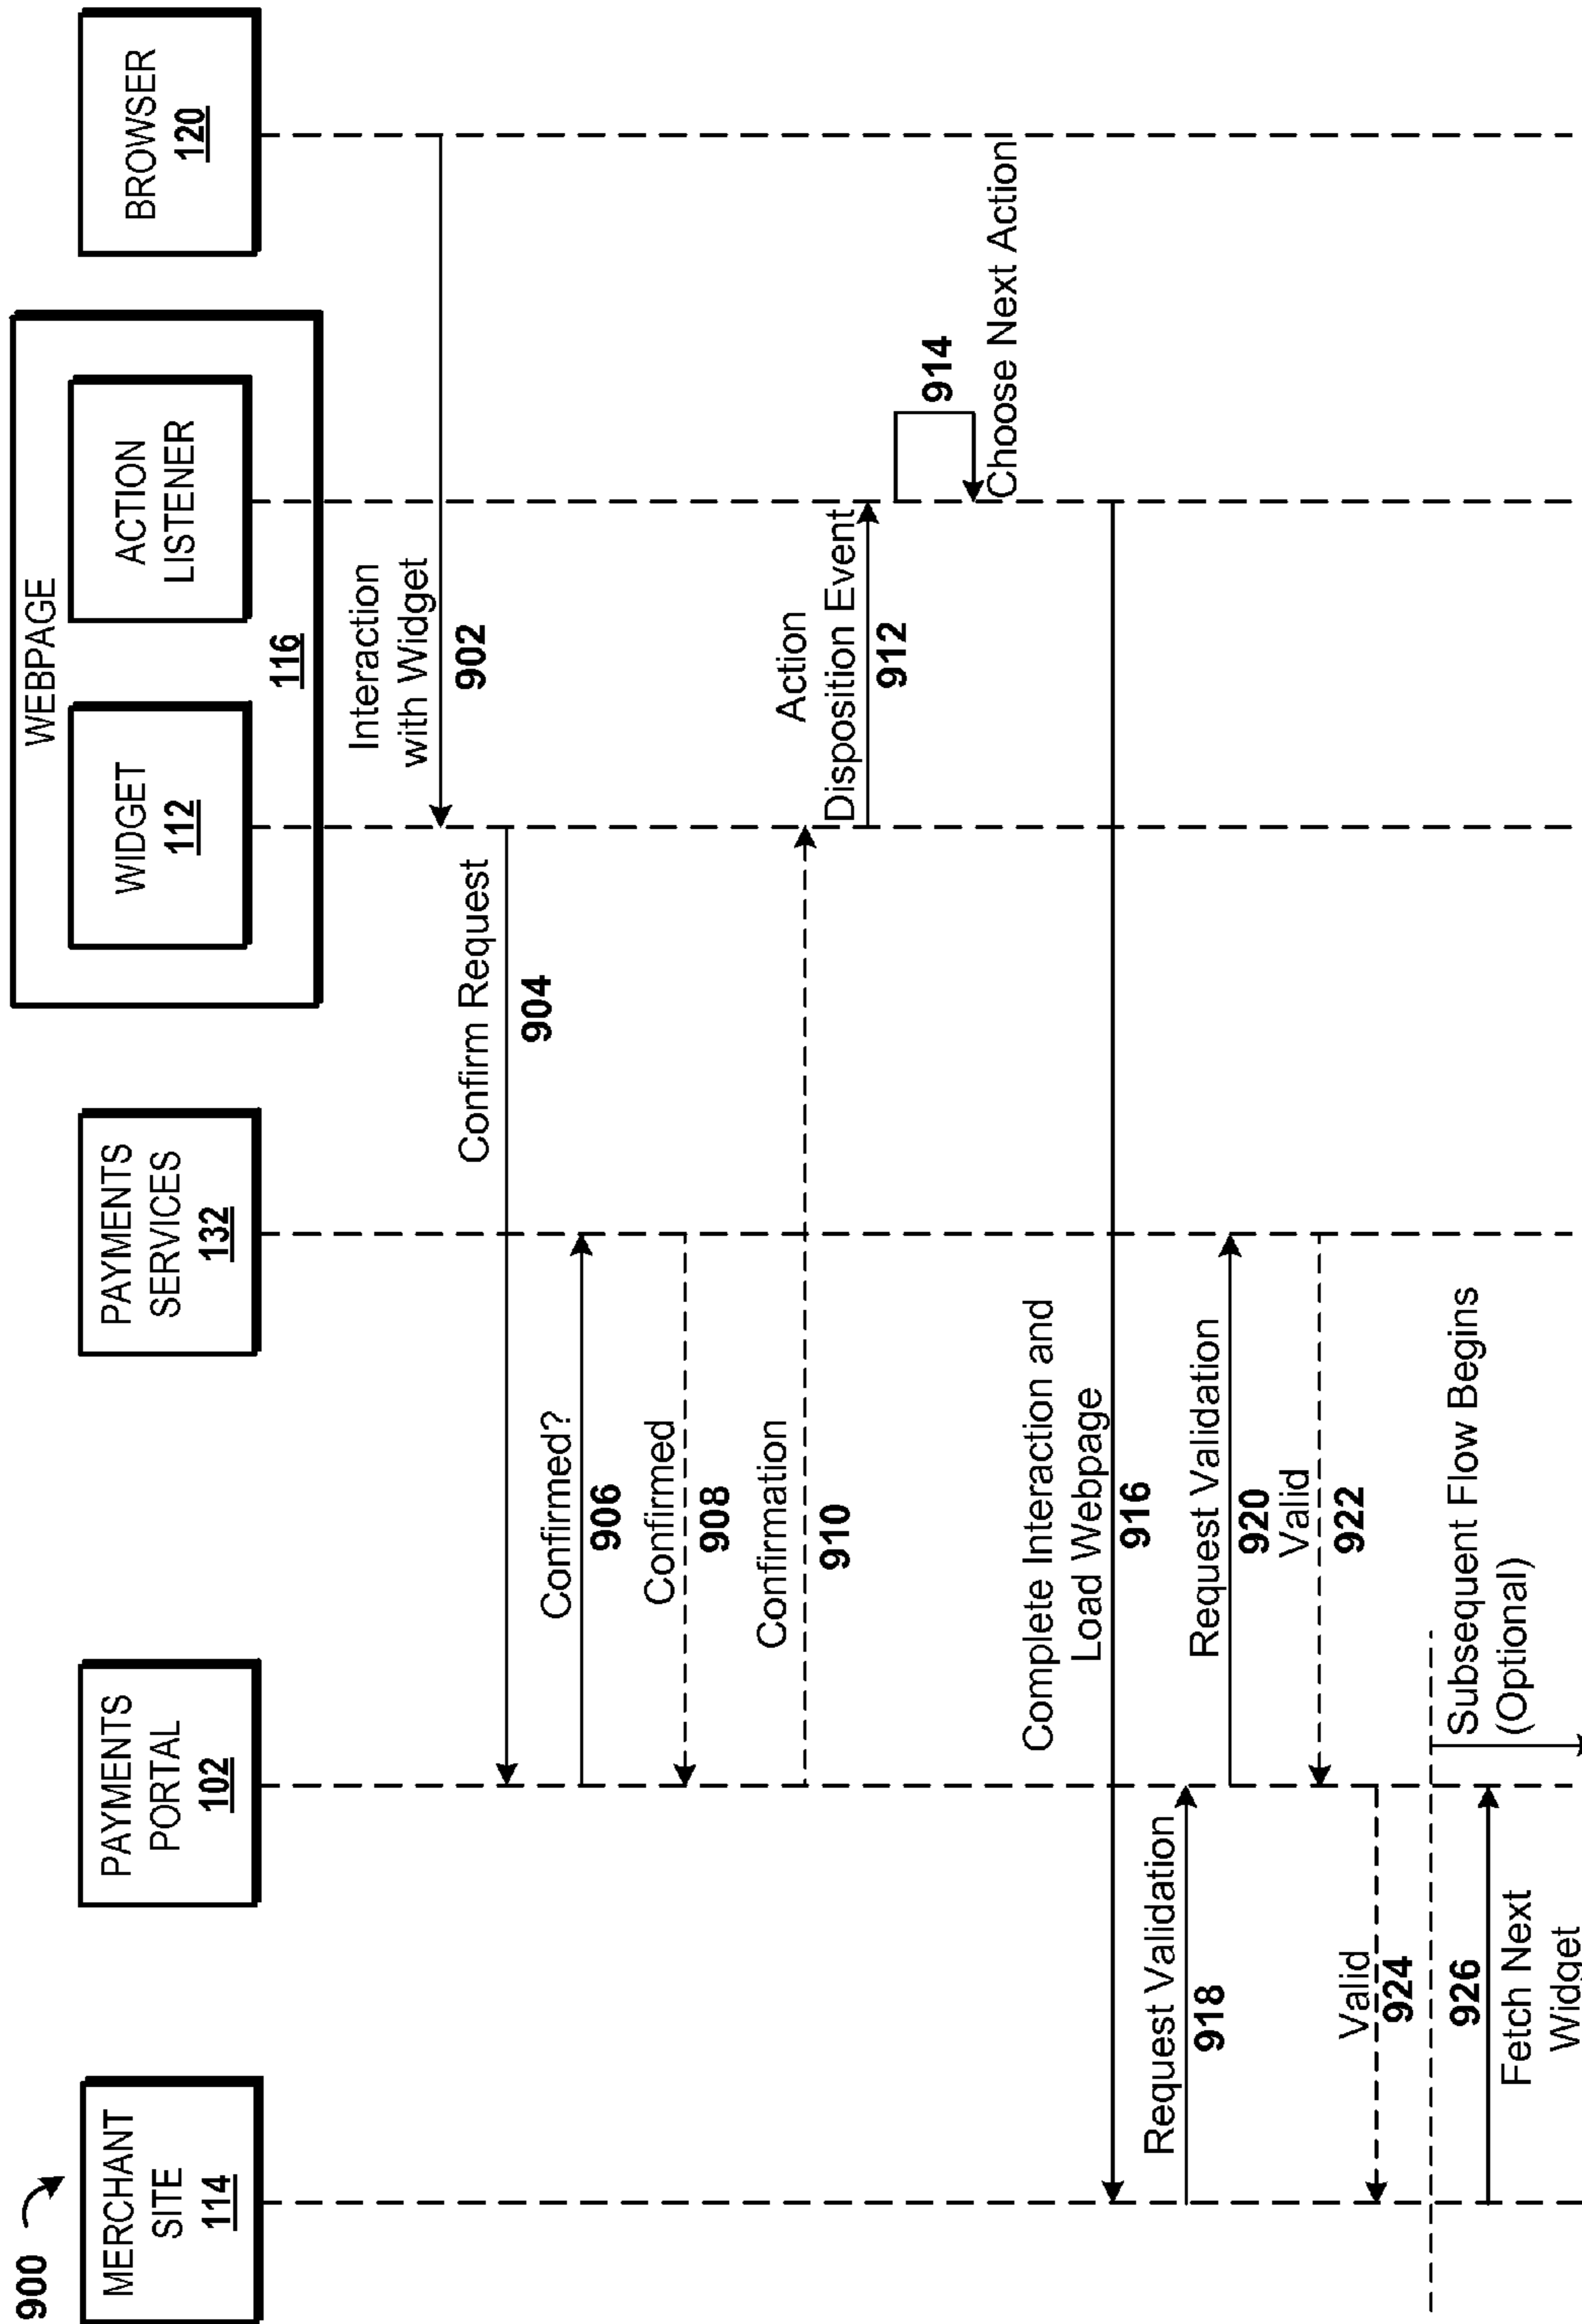 900
MERCHANT
SITE
114
PAYMENTS
PORTAL
102
PAYMENTS
SERVICES
132
WEBPAGE
WIDGET
112
ACTION
LISTENER
116
BROWSER
120
Interaction
with Widget
902
Confirm Request
904
Confirmed?
906
Confirmed
908
Confirmation
910
Action
Disposition Event
912
914
Choose Next Action
Complete Interaction and
Load Webpage
916
Request Validation
918
Request Validation
920
Valid
922
Valid
924
Subsequent Flow Begins
(Optional)
926
Fetch Next
Widget